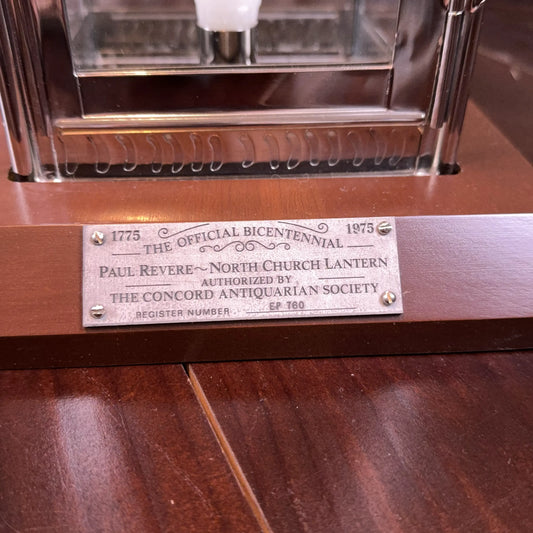 1775 1975
THE OFFICIAL BICENTENNIAL
PAUL REVERE~NORTH CHURCH LANTERN
AUTHORIZED BY
THE CONCORD ANTIQUARIAN SOCIETY
REGISTER NUMBER EP 760